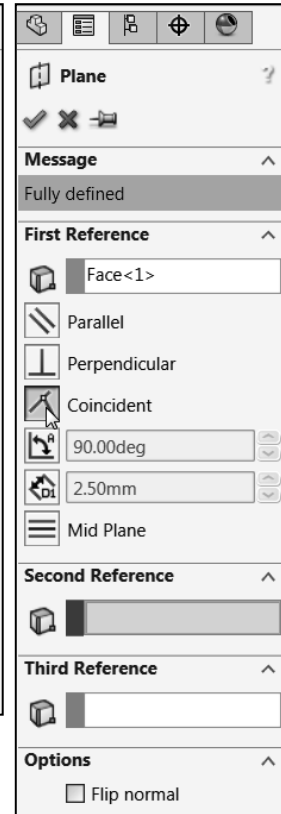 Plane
?
Message
Fully defined
First Reference
Face<1>
Parallel
Perpendicular
Coincident
A
90.00deg
D1
2.50mm
Mid Plane
Second Reference
Third Reference
Options
Flip normal